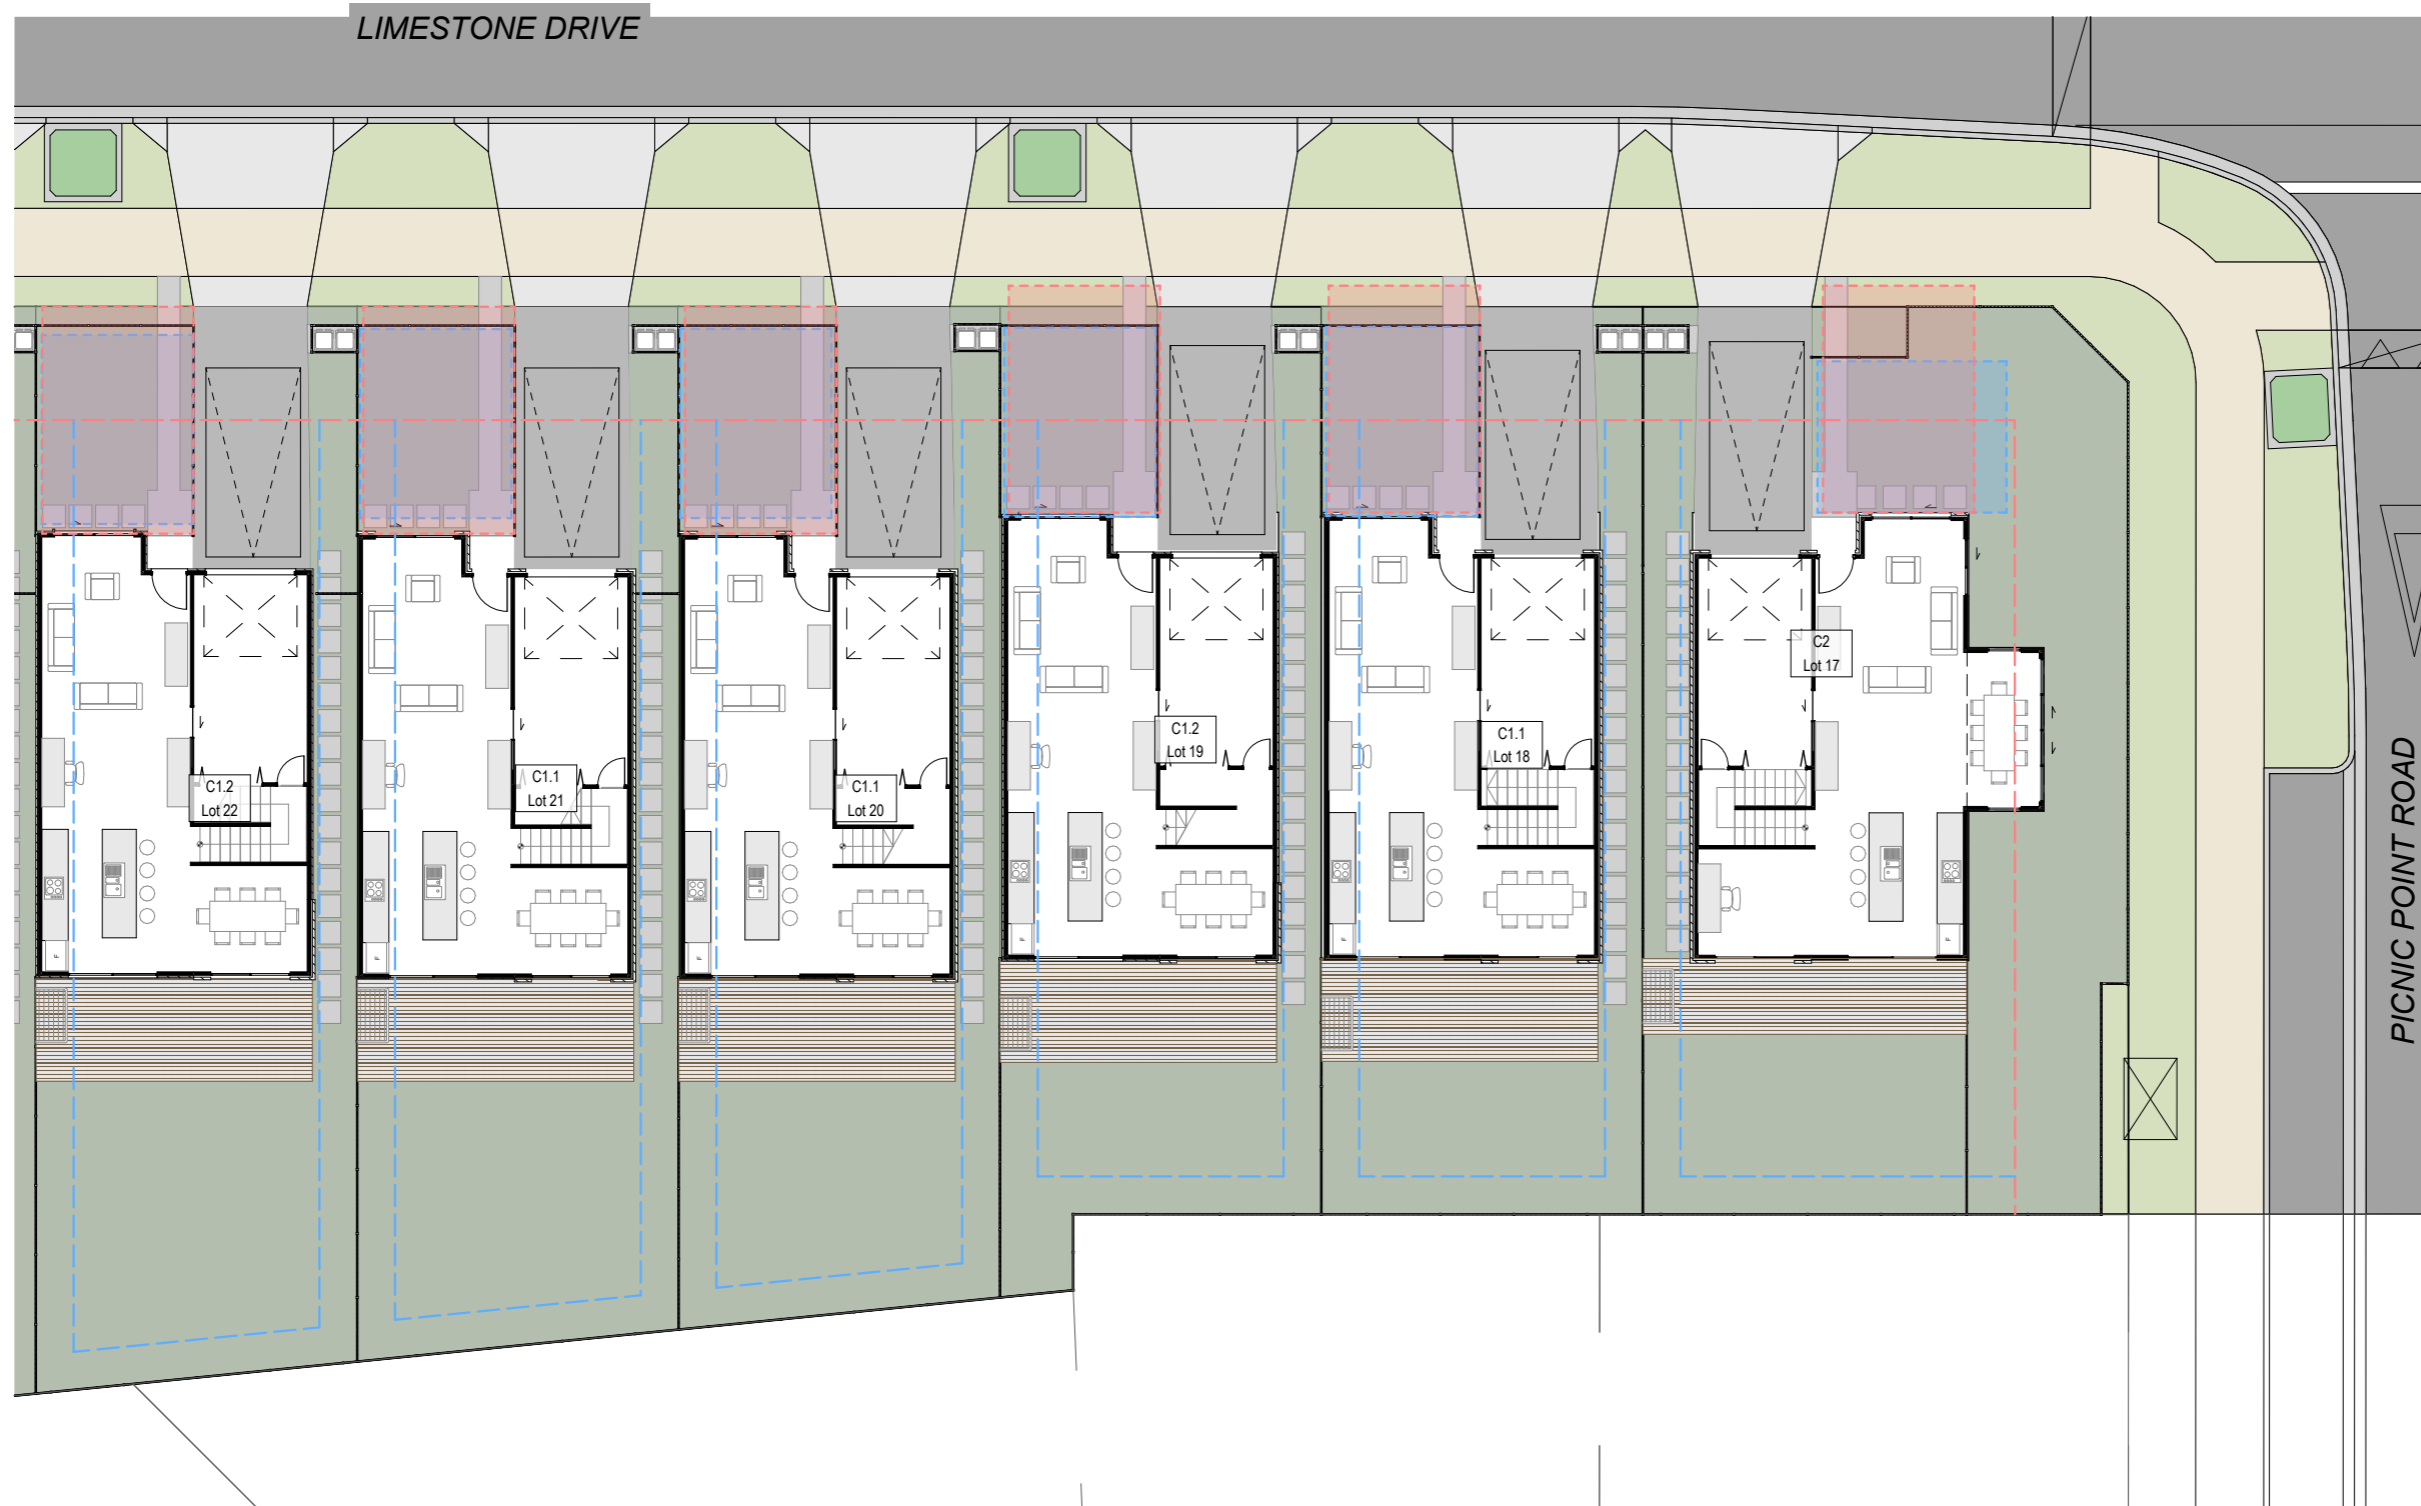 LIMESTONE DRIVE
C1.2
Lot 22
C1.1
Lot 21
C1.1
Lot 20
C1.2
Lot 19
C1.1
Lot 18
C2
Lot 17
PICNIC POINT ROAD
F
F
F
F
F
F